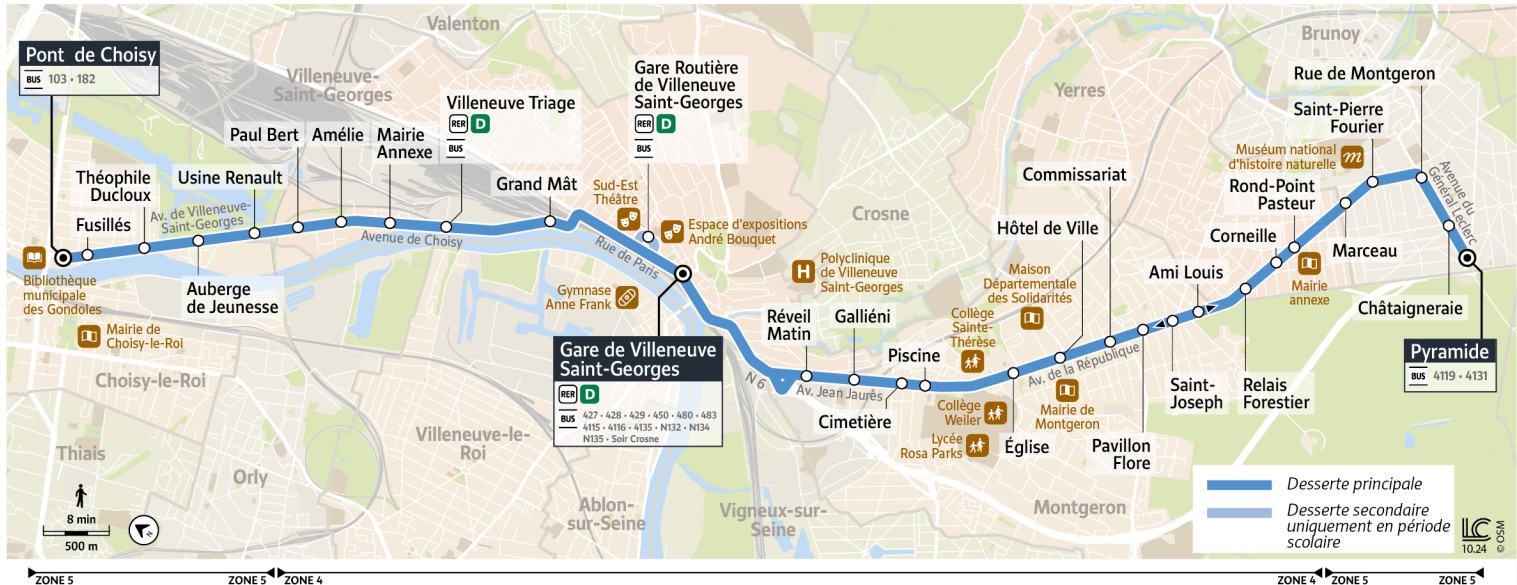 Pont de Choisy
BUS 103 • 182
Valenton
Villeneuve-
Saint-Georges
Villeneuve Triage
RER D
BUS
Gare Routière
de Villeneuve
Saint-Georges
RER D
BUS
Yerres
Brunoy
Rue de Montgeron
Saint-Pierre
Fourier
Muséum national
d'histoire naturelle
m
Rond-Point
Pasteur
Corneille
Marceau
Avenue du
Général Leclerc
Paul Bert
Amélie
Mairie
Annexe
Théophile
Ducloux
Usine Renault
Fusillés
Av. de Villeneuve-
Saint-Georges
Avenue de Choisy
Grand Mât
Sud-Est
Théâtre
Espace d'expositions
André Bouquet
Rue de Paris
Crosne
Commissariat
Hôtel de Ville
Ami Louis
Mairie
annexe
Châtaigneraie
Pyramide
BUS 4119 • 4131
Bibliothèque
municipale
des Gondoles
Auberge
de Jeunesse
Mairie de
Choisy-le-Roi
Choisy-le-Roi
Gymnase
Anne Frank
H
Polyclinique
de Villeneuve
Saint-Georges
Maison
Départementale
des Solidarités
Collège
Sainte-
Thérèse
Réveil
Matin
Galliéni
Piscine
Gare de Villeneuve
Saint-Georges
RER D
BUS 427 • 428 • 429 • 450 • 480 • 483
4115 • 4116 • 4135 • N132 • N134
N135 • Soir Crosne
N 6
Av. Jean Jaurès
Av. de la République
Cimetière
Collège
Weiler
Lycée
Rosa Parks
Église
Mairie de
Montgeron
Pavillon
Flore
Saint-
Joseph
Relais
Forestier
Thiais
Orly
Villeneuve-le-
Roi
Ablon-
sur-Seine
Vigneux-sur-
Seine
Montgeron
8 min
500 m
N
Desserte principale
Desserte secondaire
uniquement en période
scolaire
LC
10.24
© OSM
ZONE 5
ZONE 5
ZONE 4
ZONE 4
ZONE 5
ZONE 5